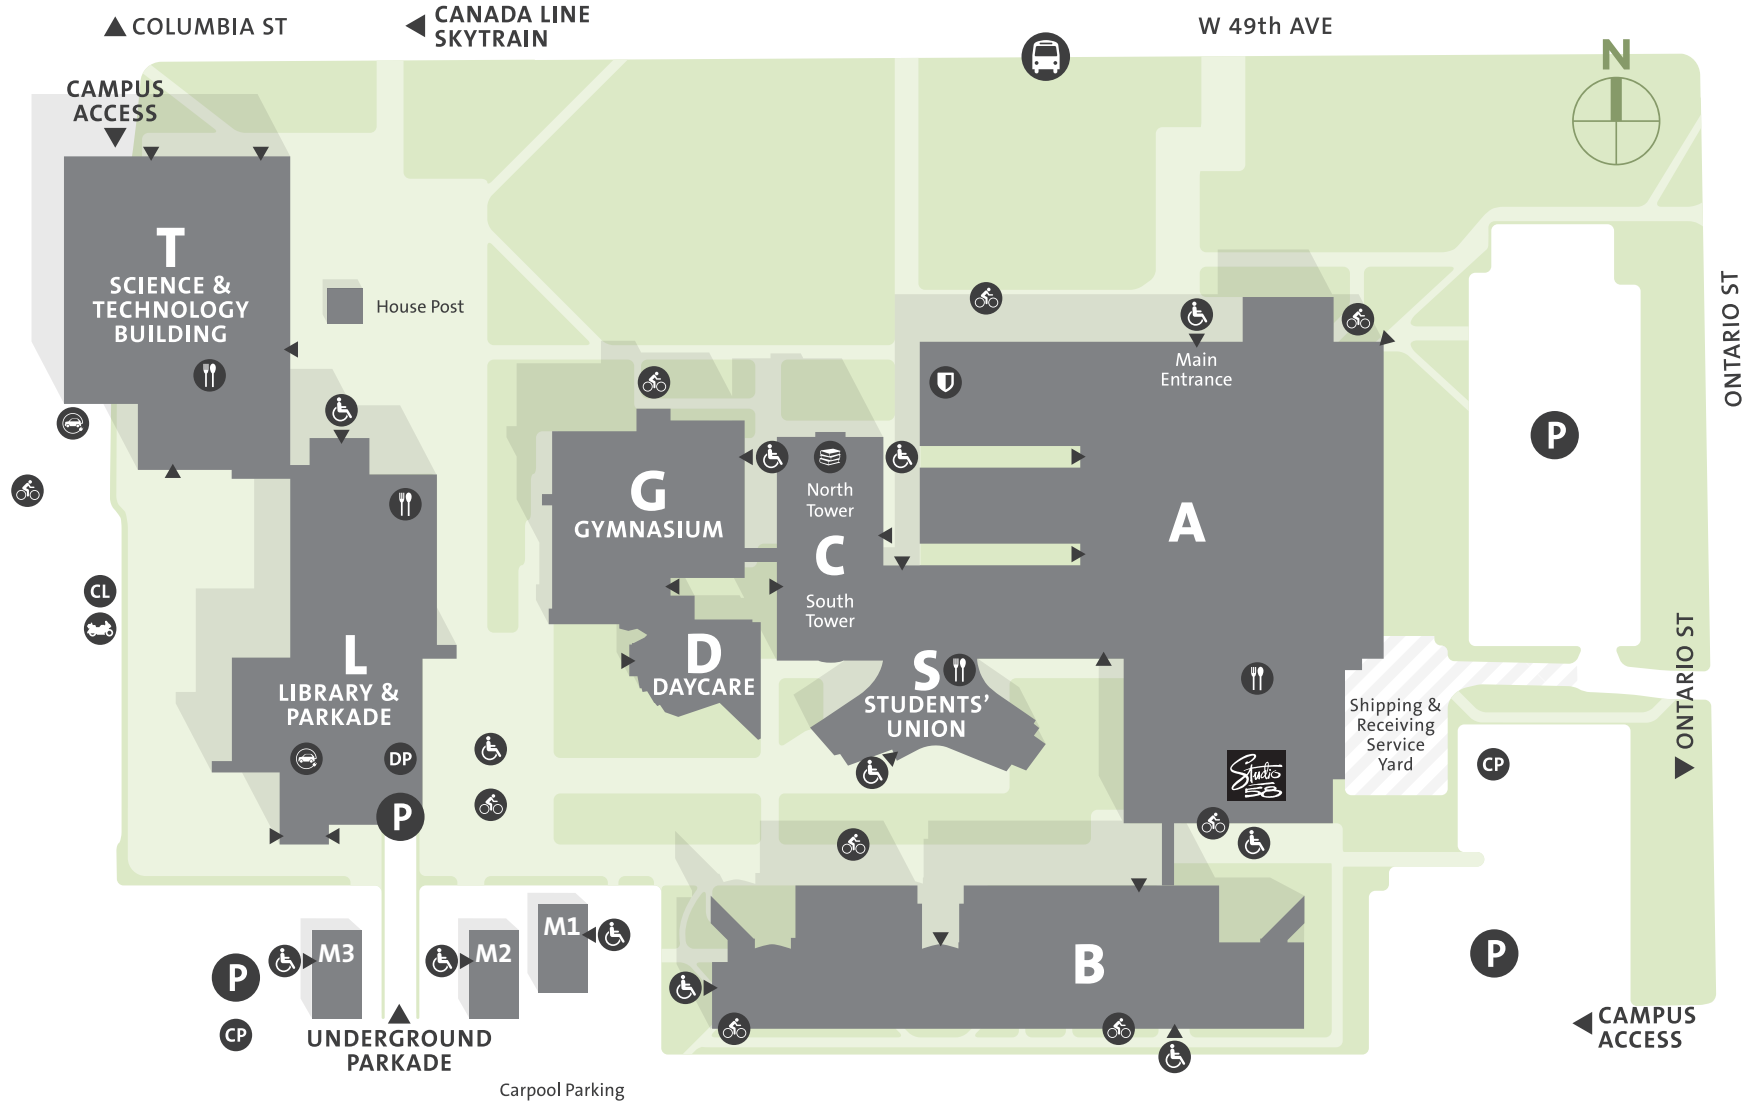 COLUMBIA ST
CANADA LINE
SKYTRAIN
W 49th AVE
N
CAMPUS
ACCESS
T
SCIENCE &
TECHNOLOGY
BUILDING
House Post
ONTARIO ST
Main
Entrance
P
G
GYMNASIUM
North
Tower
C
South
Tower
A
CL
L
LIBRARY &
PARKADE
DP
P
D
DAYCARE
S
STUDENTS'
UNION
Shipping &
Receiving
Service
Yard
ONTARIO ST
Studio
58
CP
M3
M2
M1
B
P
P
CP
UNDERGROUND
PARKADE
CAMPUS
ACCESS
Carpool Parking